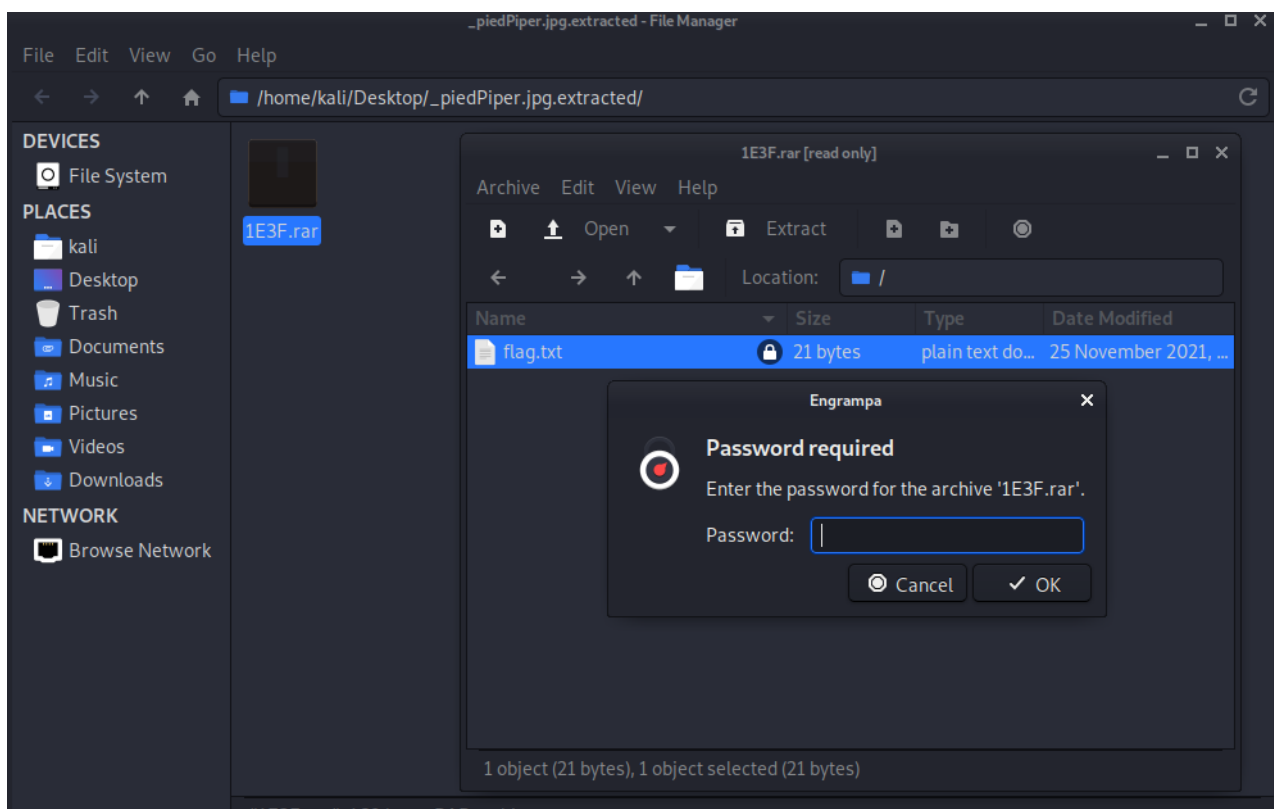 _piedPiper.jpg.extracted - File Manager
File Edit View Go Help
/home/kali/Desktop/_piedPiper.jpg.extracted/
DEVICES
File System
PLACES
kali
Desktop
Trash
Documents
Music
Pictures
Videos
Downloads
NETWORK
Browse Network
1E3F.rar
1E3F.rar [read only]
Archive Edit View Help
Open Extract
Location: /
Name Size Type Date Modified
flag.txt 21 bytes plain text do... 25 November 2021, ...
Engrampa
Password required
Enter the password for the archive '1E3F.rar'.
Password:
Cancel OK
1 object (21 bytes), 1 object selected (21 bytes)